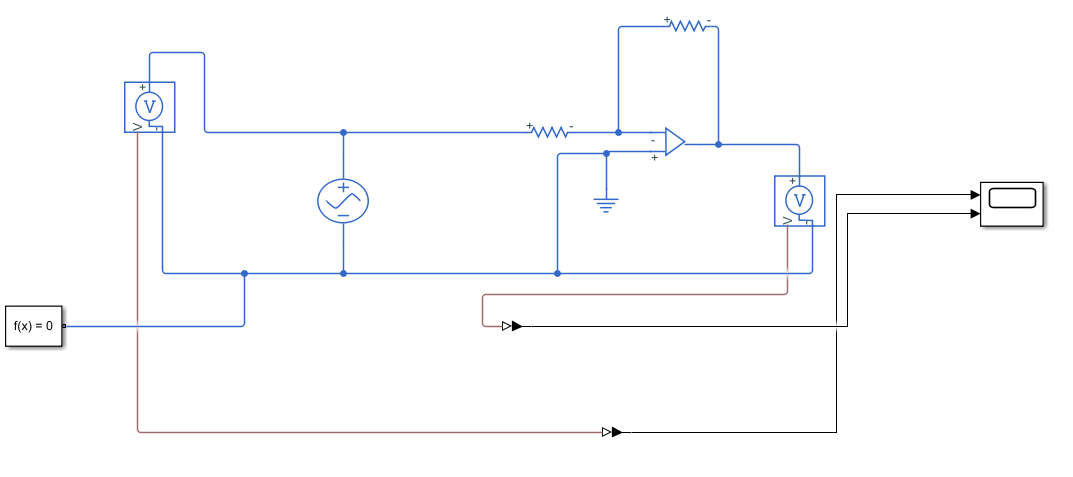 + -
+
V
V
+ -
-
+
+
V
V
f(x) = 0